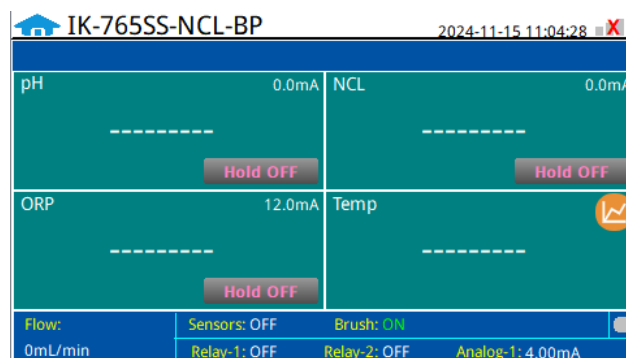 IK-765SS-NCL-BP 2024-11-15 11:04:28 X
pH 0.0mA NCL 0.0mA
--------- ---------
Hold OFF Hold OFF
ORP 12.0mA Temp
--------- ---------
Hold OFF
Flow: Sensors: OFF Brush: ON
0mL/min Relay-1: OFF Relay-2: OFF Analog-1: 4.00mA